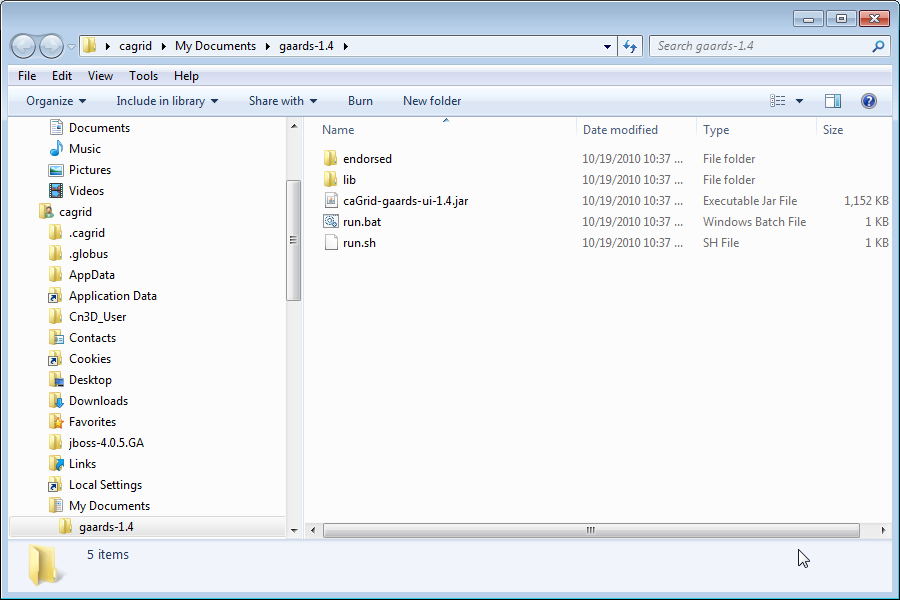 cagrid My Documents gaards-1.4 Search gaards-1.4
File Edit View Tools Help
Organize Include in library Share with Burn New folder
Documents
Music
Pictures
Videos
cagrid
.cagrid
.globus
AppData
Application Data
Cn3D_User
Contacts
Cookies
Desktop
Downloads
Favorites
jboss-4.0.5.GA
Links
Local Settings
My Documents
gaards-1.4
Name Date modified Type Size
endorsed 10/19/2010 10:37 ... File folder
lib 10/19/2010 10:37 ... File folder
caGrid-gaards-ui-1.4.jar 10/19/2010 10:37 ... Executable Jar File 1,152 KB
run.bat 10/19/2010 10:37 ... Windows Batch File 1 KB
run.sh 10/19/2010 10:37 ... SH File 1 KB
5 items